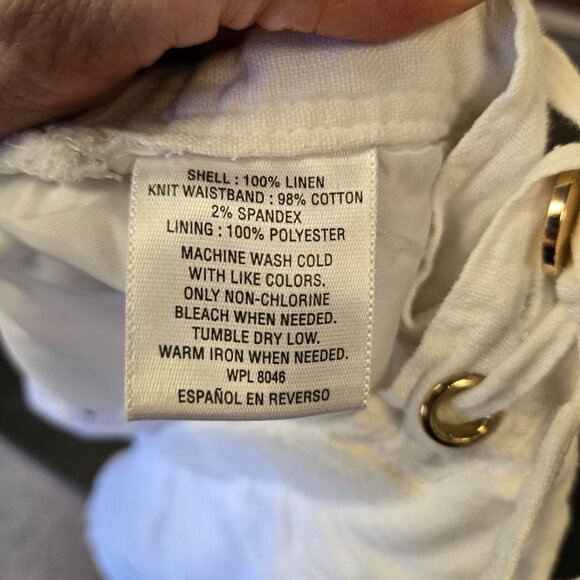 SHELL : 100% LINEN
KNIT WAISTBAND : 98% COTTON
2% SPANDEX
LINING : 100% POLYESTER
MACHINE WASH COLD
WITH LIKE COLORS.
ONLY NON-CHLORINE
BLEACH WHEN NEEDED.
TUMBLE DRY LOW.
WARM IRON WHEN NEEDED.
WPL 8046
ESPAÑOL EN REVERSO